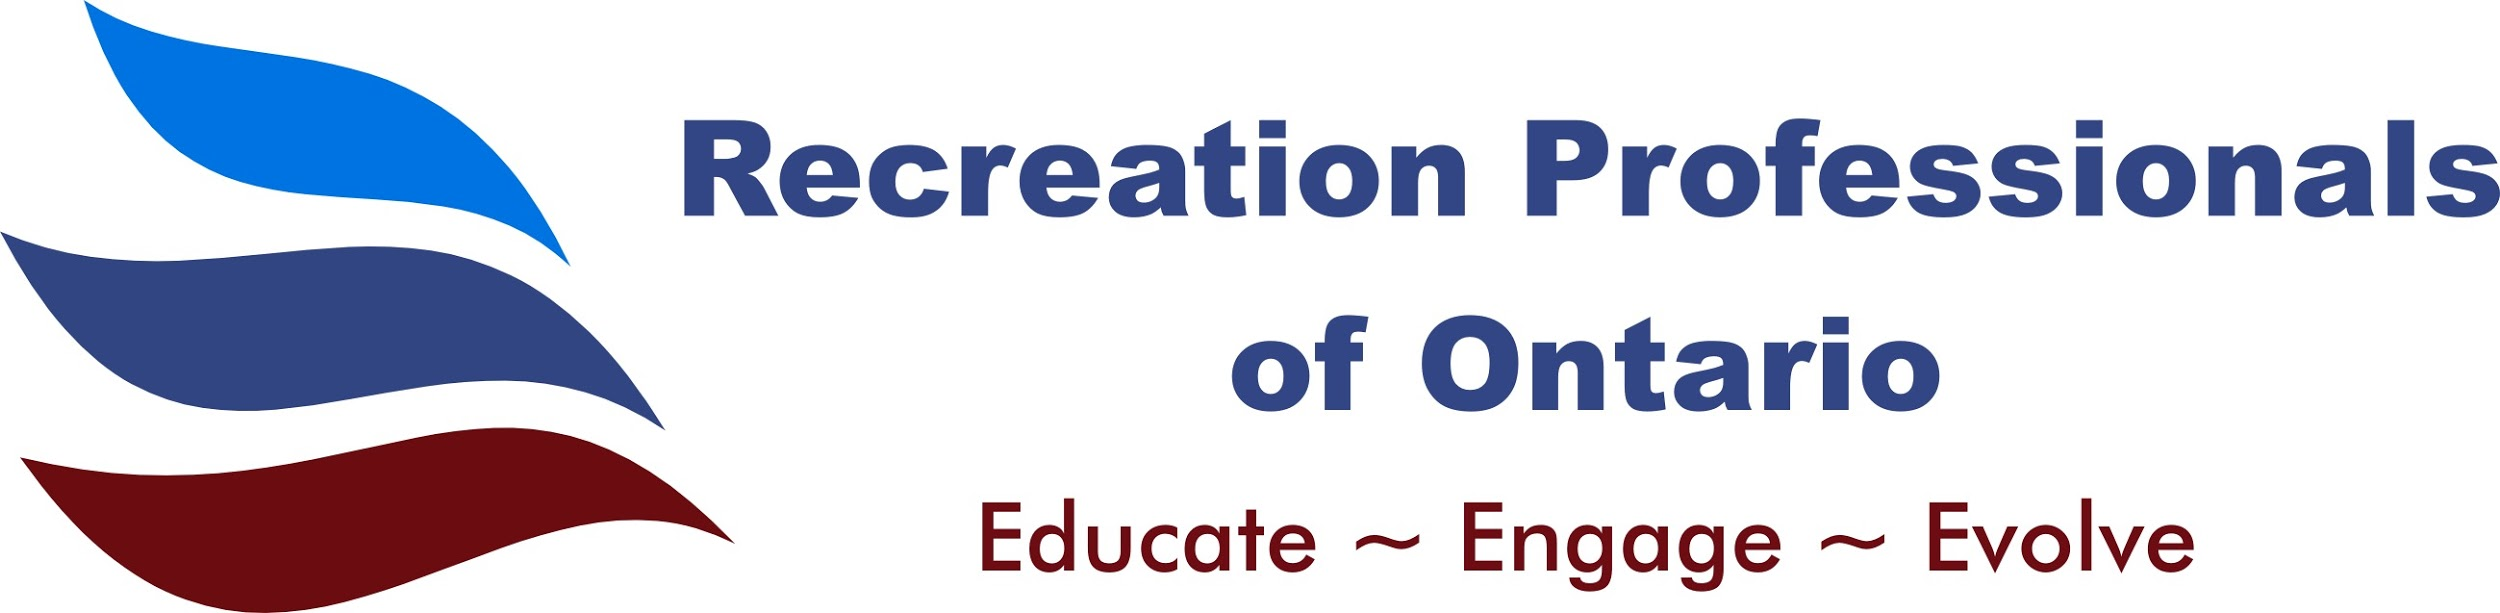 Recreation Professionals
of Ontario
Educate ~ Engage ~ Evolve